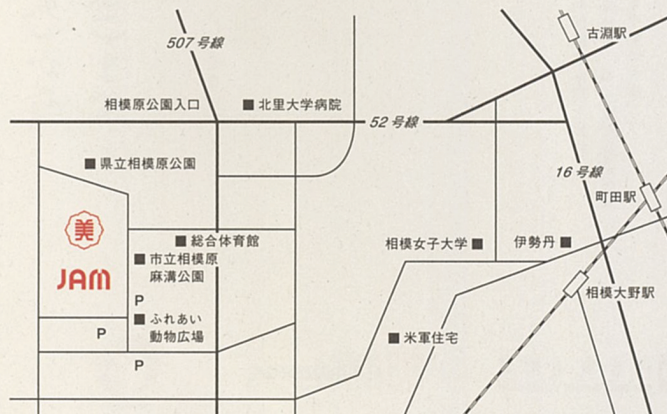 古淵駅
507号線
相模原公園入口
北里大学病院
52号線
県立相模原公園
16号線
町田駅
美
総合体育館
相模女子大学
伊勢丹
市立相模原
麻溝公園
JAM
P
相模大野駅
ふれあい
動物広場
P
米軍住宅
P